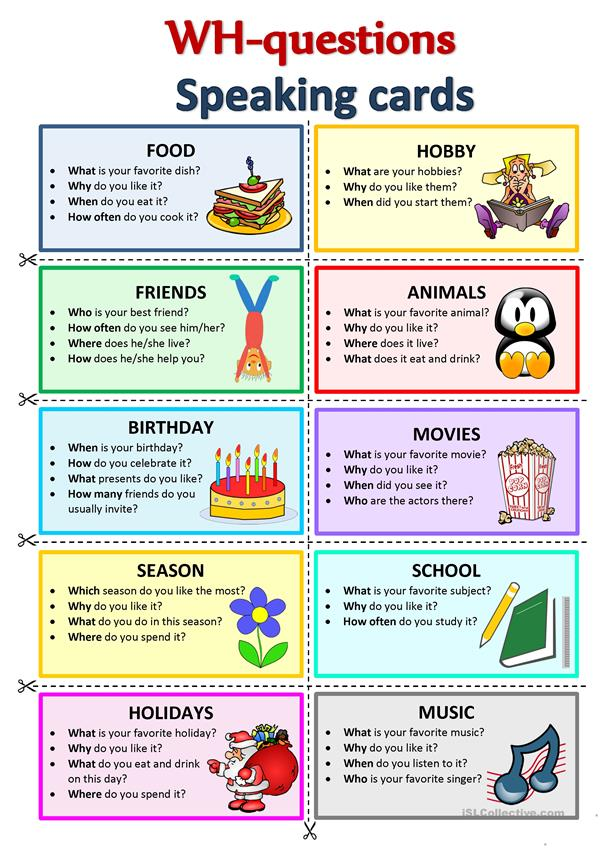 WH-questions
Speaking cards
FOOD
• What is your favorite dish?
• Why do you like it?
• When do you eat it?
• How often do you cook it?
HOBBY
• What are your hobbies?
• Why do you like them?
• When did you start them?
FRIENDS
• Who is your best friend?
• How often do you see him/her?
• Where does he/she live?
• How does he/she help you?
ANIMALS
• What is your favorite animal?
• Why do you like it?
• Where does it live?
• What does it eat and drink?
BIRTHDAY
• When is your birthday?
• How do you celebrate it?
• What presents do you like?
• How many friends do you
usually invite?
MOVIES
• What is your favorite movie?
• Why do you like it?
• When did you see it?
• Who are the actors there?
POP CORN
POP CORN
SEASON
• Which season do you like the most?
• Why do you like it?
• What do you do in this season?
• Where do you spend it?
SCHOOL
• What is your favorite subject?
• Why do you like it?
• How often do you study it?
HOLIDAYS
• What is your favorite holiday?
• Why do you like it?
• What do you eat and drink
on this day?
• Where do you spend it?
MUSIC
• What is your favorite music?
• Why do you like it?
• When do you listen to it?
• Who is your favorite singer?
iSLCollective.com